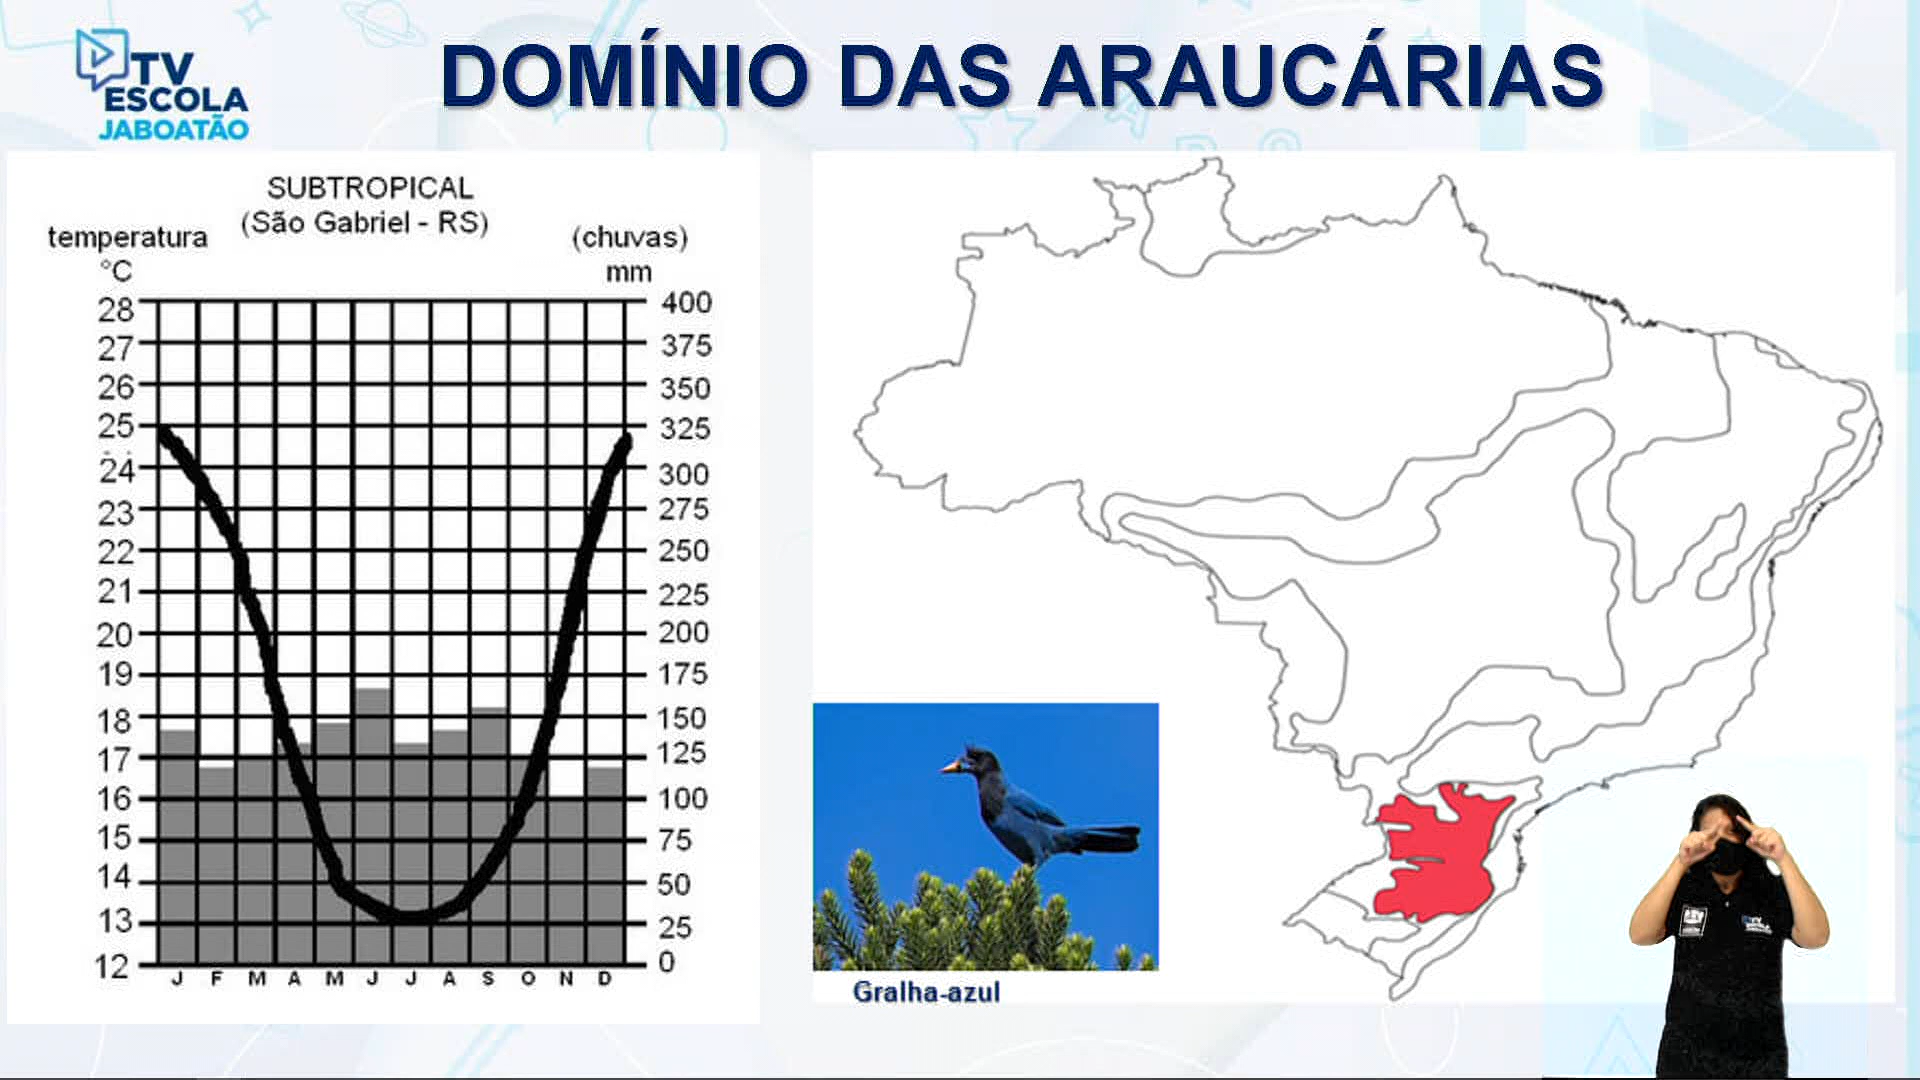 TV
ESCOLA
JABOATÃO
DOMÍNIO DAS ARAUCÁRIAS
SUBTROPICAL
(São Gabriel - RS)
temperatura
°C
(chuvas)
mm
28 400
27 375
26 350
25 325
24 300
23 275
22 250
21 225
20 200
19 175
18 150
17 125
16 100
15 75
14 50
13 25
12 0
J F M A M J J A S O N D
Gralha-azul